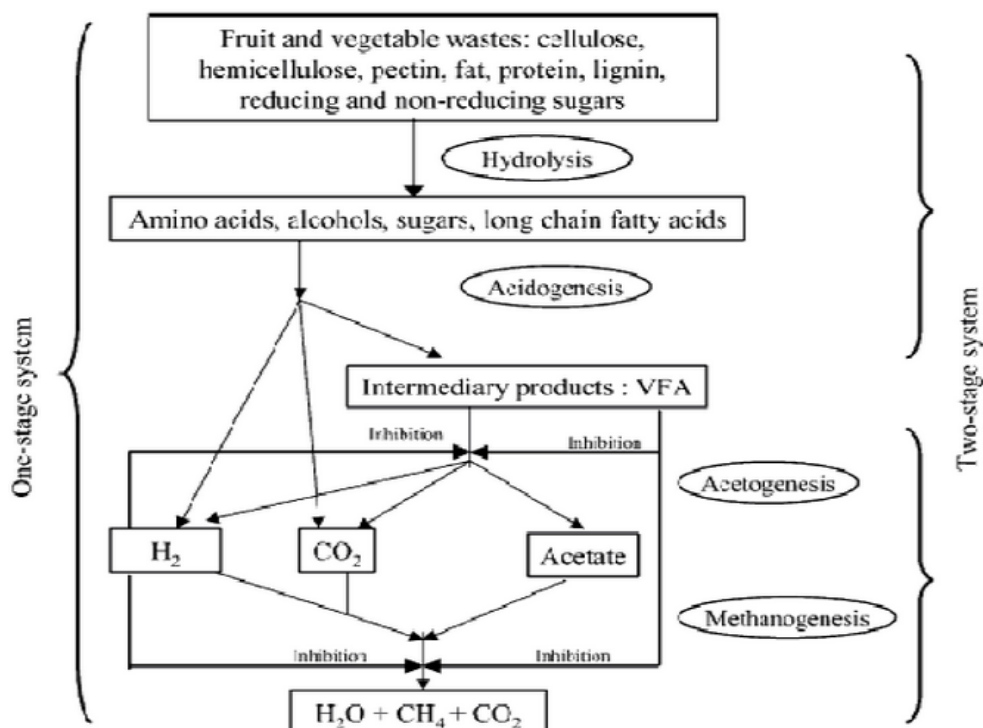 Fruit and vegetable wastes: cellulose,
hemicellulose, pectin, fat, protein, lignin,
reducing and non-reducing sugars
Hydrolysis
Amino acids, alcohols, sugars, long chain fatty acids
Acidogenesis
One-stage system
Two-stage system
Intermediary products : VFA
Inhibition
Inhibition
Acetogenesis
H₂
CO₂
Acetate
Methanogenesis
Inhibition
Inhibition
H₂O + CH₄ + CO₂